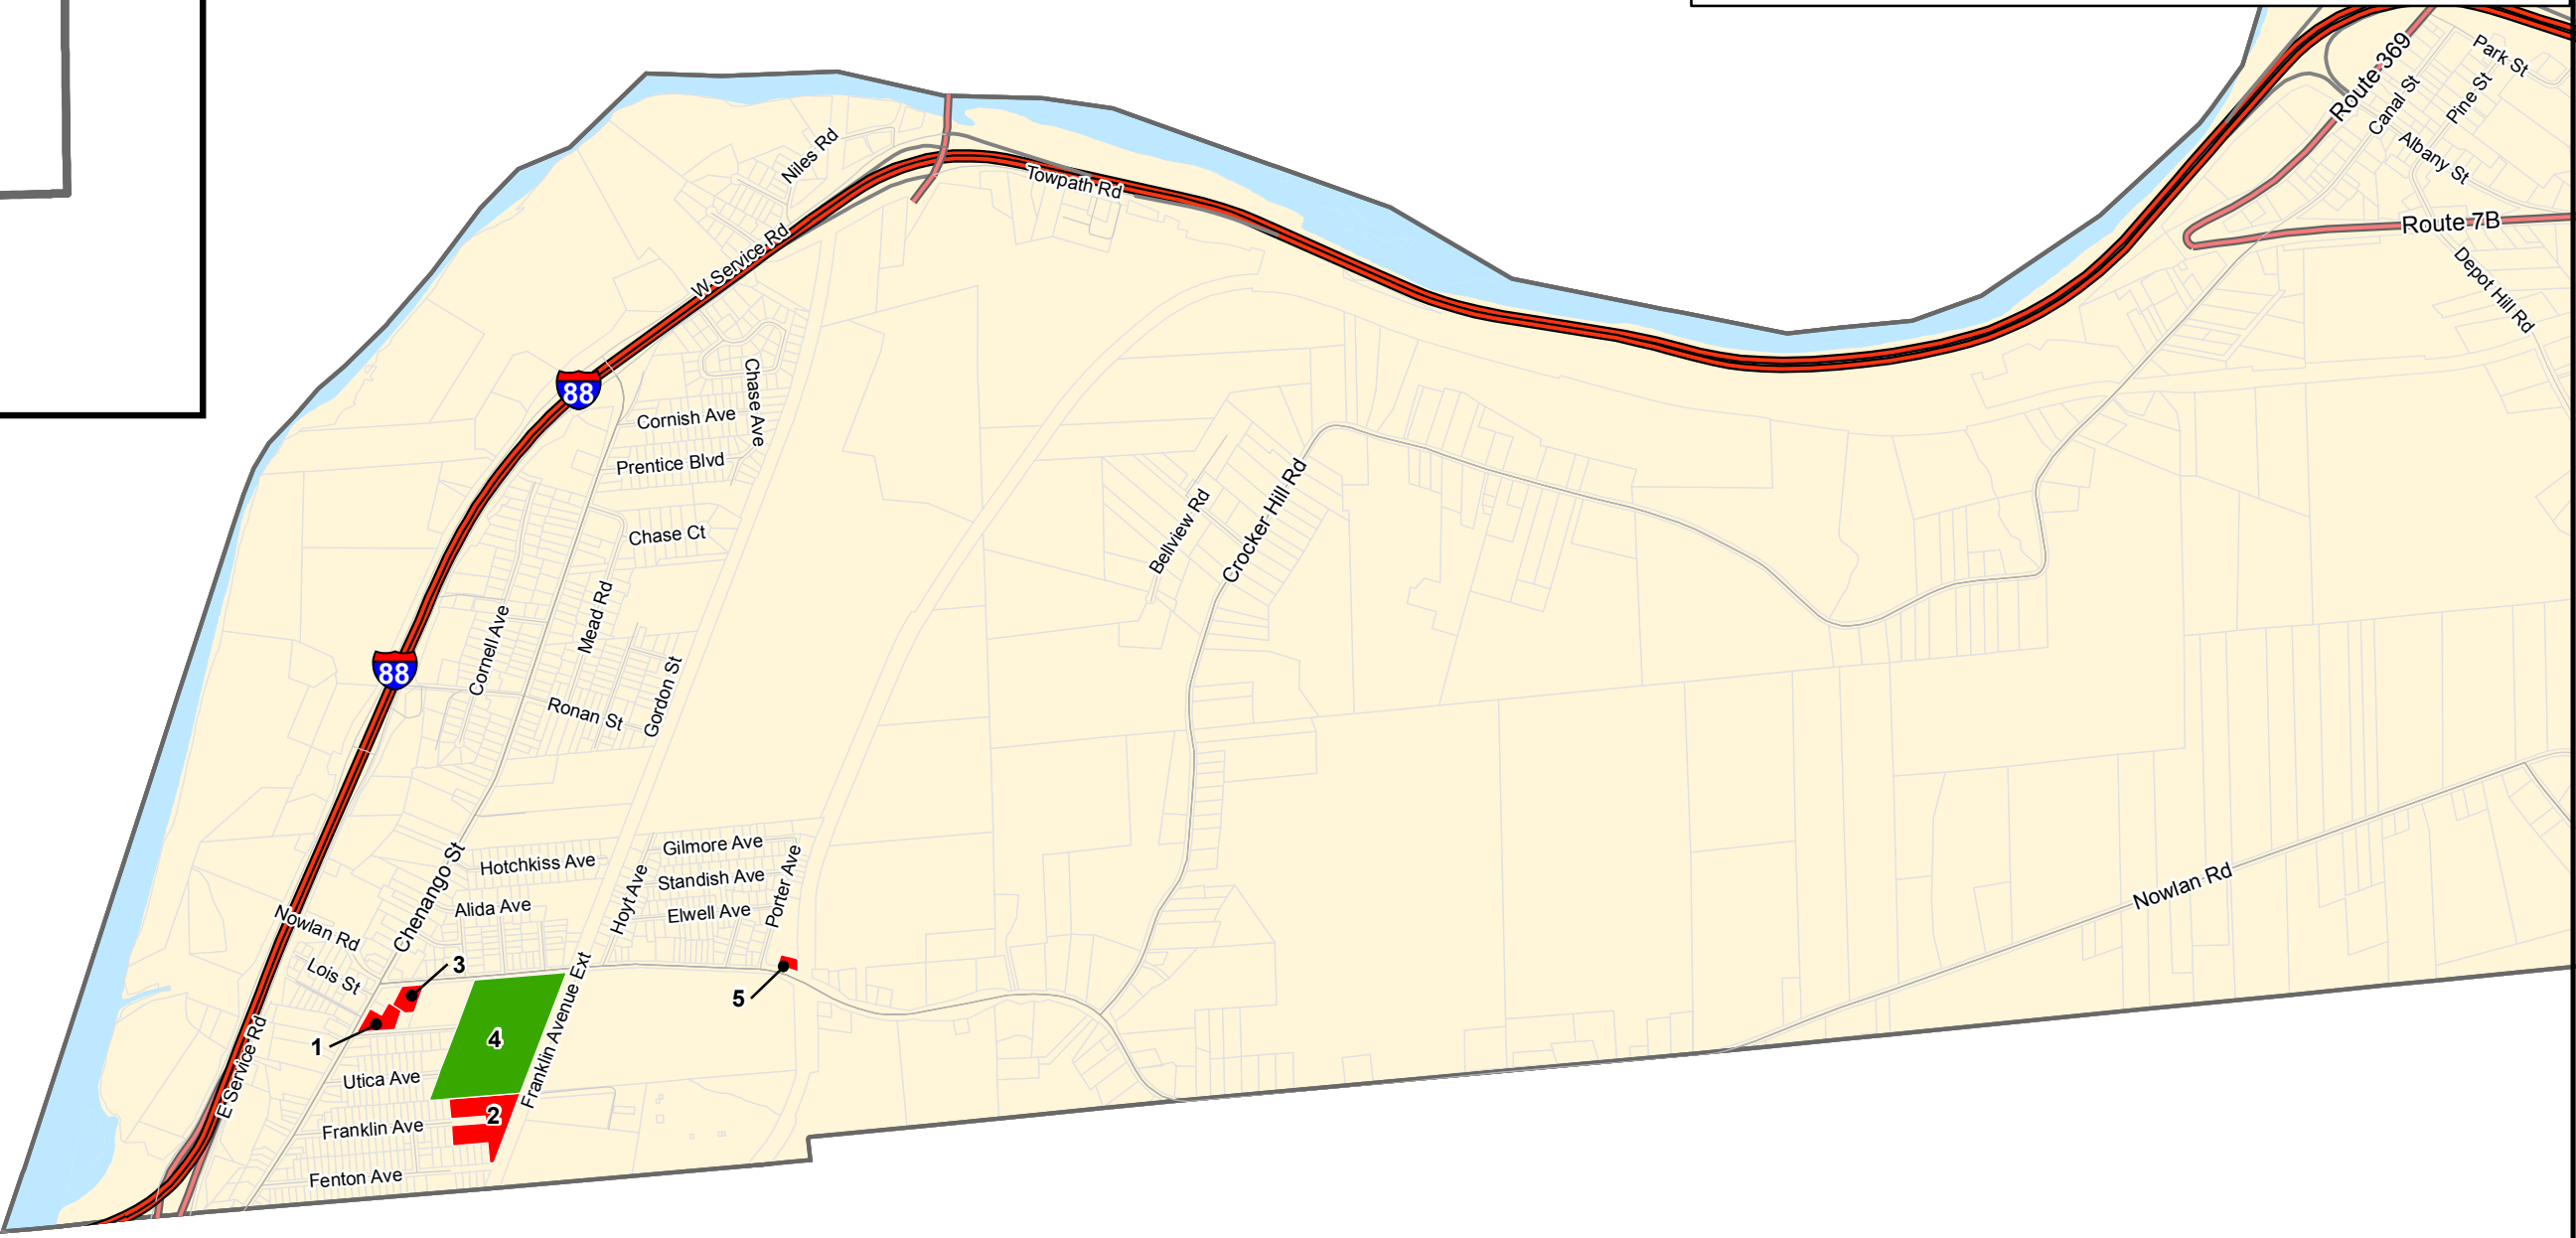 Park St
Route 369
Canal St
Pine St
Albany St
Route 7B
Depot Hill Rd
Niles Rd
Towpath Rd
W Service Rd
88
Chase Ave
Cornish Ave
Prentice Blvd
Chase Ct
Bellview Rd
Crocker Hill Rd
Mead Rd
Cornell Ave
88
Gordon St
Ronan St
Gilmore Ave
Hotchkiss Ave
Chenango St
Standish Ave
Porter Ave
Hoyt Ave
Alida Ave
Elwell Ave
Nowlan Rd
Nowlan Rd
Lois St
3
5
Franklin Avenue Ext
4
1
E Service Rd
Utica Ave
2
Franklin Ave
Fenton Ave